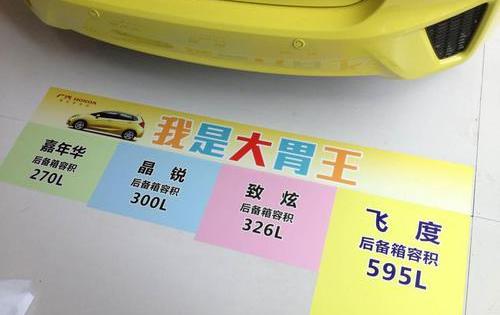 广汽 HONDA
我是大胃王
嘉年华
后备箱容积
270L
晶锐
后备箱容积
300L
致炫
后备箱容积
326L
飞度
后备箱容积
595L